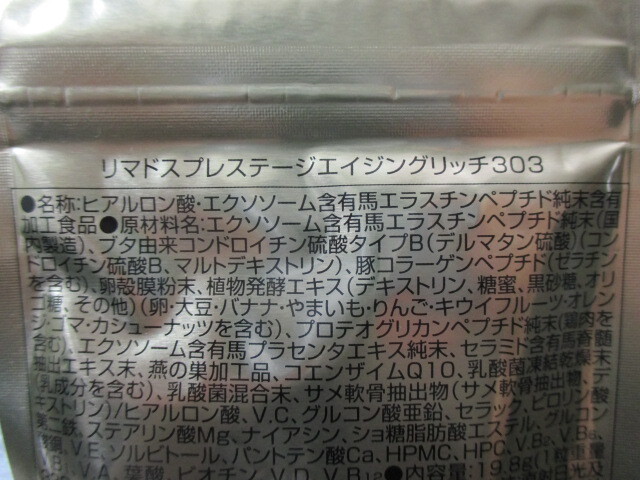 リマドスプレステージエイジングリッチ303
●名称:ヒアルロン酸・エクソソーム含有馬エラスチンペプチド純末含有
加工食品●原材料名:エクソソーム含有馬エラスチンペプチド純末(国
内製造)、ブタ由来コンドロイチン硫酸タイプB(デルマタン硫酸)(コン
ドロイチン硫酸B、マルトデキストリン)、豚コラーゲンペプチド(ゼラチン
を含む)、卵殻膜粉末、植物発酵エキス(デキストリン、糖蜜、黒砂糖、オリ
ゴ糖、その他)(卵・大豆・バナナ・やまいも・りんご・キウイフルーツ・オレン
ジ・ゴマ・カシューナッツを含む)、プロテオグリカンペプチド純末(鶏肉を
含む)、エクソソーム含有馬プラセンタエキス純末、セラミド含有馬脊髄
抽出エキス末、燕の巣加工品、コエンザイムQ10、乳酸菌凍結乾燥末
(乳成分を含む)、乳酸菌混合末、サメ軟骨抽出物(サメ軟骨抽出物、デ
キストリン)/ヒアルロン酸、V.C、グルコン酸亜鉛、セラック、ピロリン酸
第二鉄、ステアリン酸Mg、ナイアシン、ショ糖脂肪酸エステル、グルコン
酸銅、V.E、ソルビトール、パントテン酸Ca、HPMC、HPC、V.B₂、V.B₆、
V.B₁、V.A、葉酸、ビオチン、V.D、V.B₁₂●内容量:19.8g(1粒重量